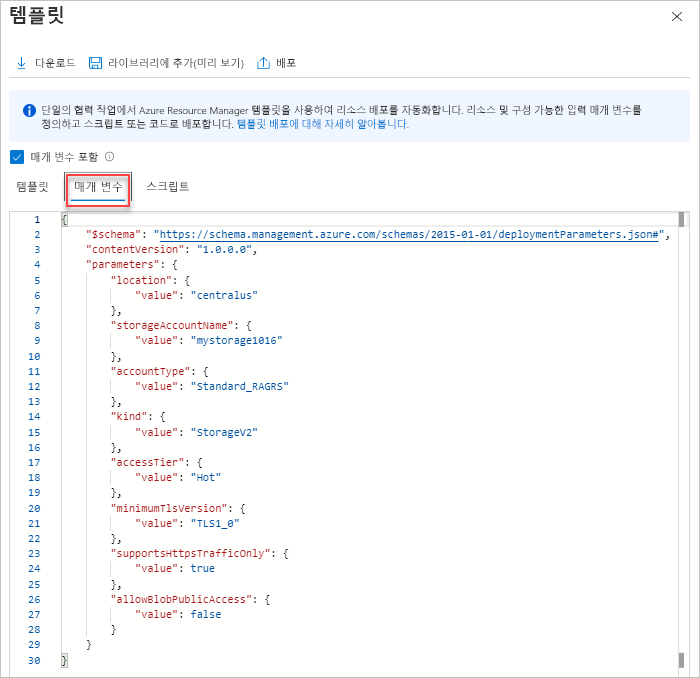 템플릿
다운로드 라이브러리에 추가(미리 보기) 배포
단일의 협력 작업에서 Azure Resource Manager 템플릿을 사용하여 리소스 배포를 자동화합니다. 리소스 및 구성 가능한 입력 매개 변수를
정의하고 스크립트 또는 코드로 배포합니다. 템플릿 배포에 대해 자세히 알아봅니다.
매개 변수 포함
템플릿 매개 변수 스크립트
1 {
2 "$schema": "https://schema.management.azure.com/schemas/2015-01-01/deploymentParameters.json#",
3 "contentVersion": "1.0.0.0",
4 "parameters": {
5 "location": {
6 "value": "centralus"
7 },
8 "storageAccountName": {
9 "value": "mystorage1016"
10 },
11 "accountType": {
12 "value": "Standard_RAGRS"
13 },
14 "kind": {
15 "value": "StorageV2"
16 },
17 "accessTier": {
18 "value": "Hot"
19 },
20 "minimumTlsVersion": {
21 "value": "TLS1_0"
22 },
23 "supportsHttpsTrafficOnly": {
24 "value": true
25 },
26 "allowBlobPublicAccess": {
27 "value": false
28 }
29 }
30 }